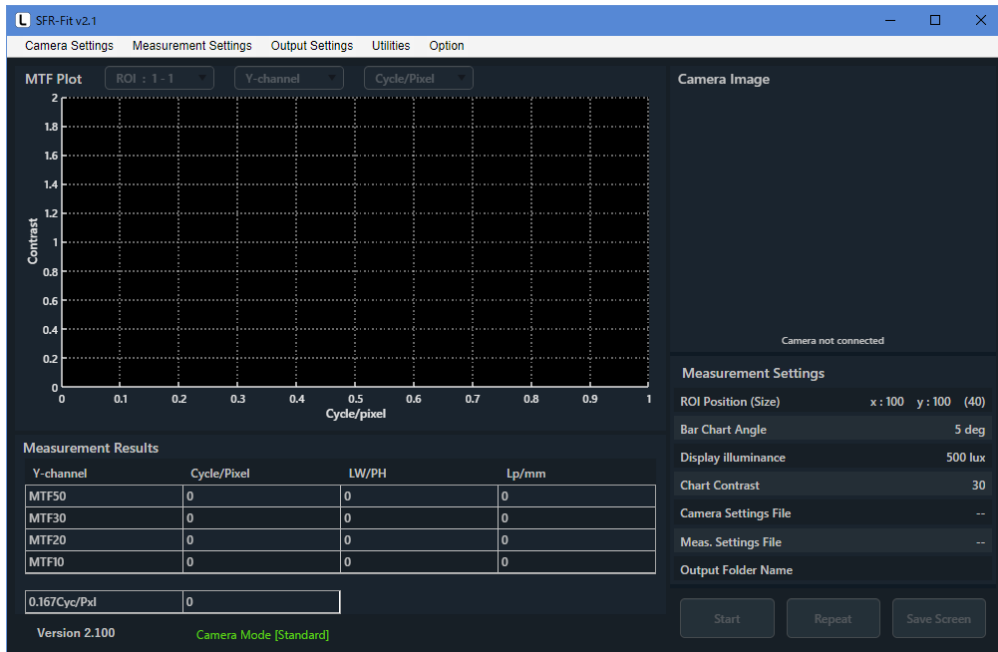 L SFR-Fit v2.1
Camera Settings Measurement Settings Output Settings Utilities Option
MTF Plot ROI : 1 - 1 Y-channel Cycle/Pixel
2
1.8
1.6
1.4
1.2
1
0.8
0.6
0.4
0.2
0
Contrast
0 0.1 0.2 0.3 0.4 0.5 0.6 0.7 0.8 0.9 1
Cycle/pixel
Measurement Results
Y-channel Cycle/Pixel LW/PH Lp/mm
MTF50 0 0 0
MTF30 0 0 0
MTF20 0 0 0
MTF10 0 0 0
0.167Cyc/Pxl 0
Version 2.100 Camera Mode [Standard]
Camera Image
Camera not connected
Measurement Settings
ROI Position (Size) x : 100 y : 100 (40)
Bar Chart Angle 5 deg
Display illuminance 500 lux
Chart Contrast 30
Camera Settings File --
Meas. Settings File --
Output Folder Name
Start Repeat Save Screen